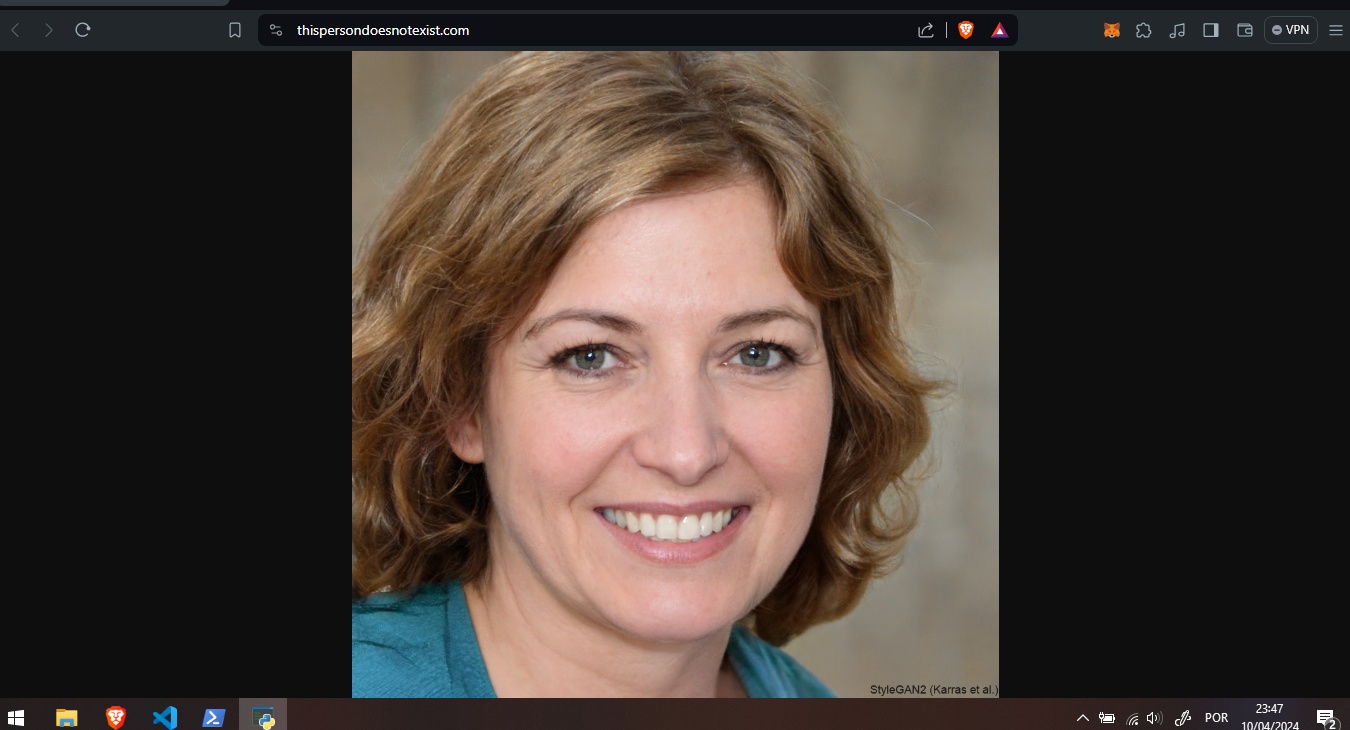 thispersondoesnotexist.com
VPN
StyleGAN2 (Karras et al.)
POR
23:47
10/04/2024
2